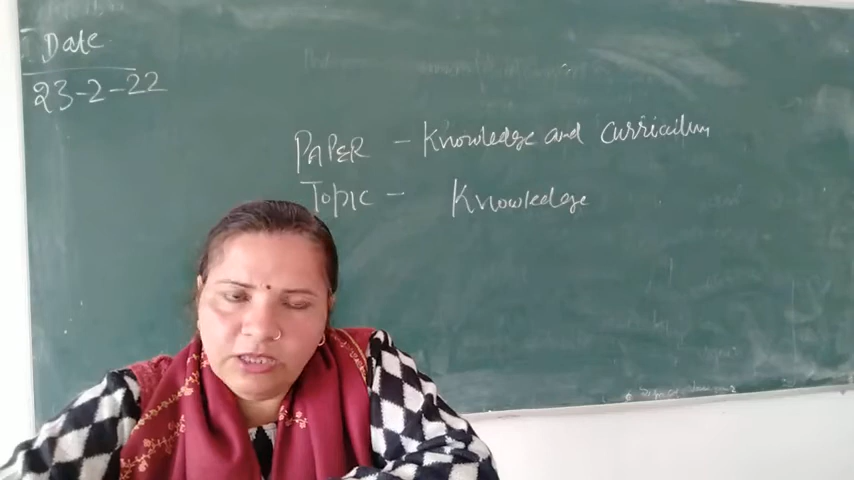 Date
23-2-22
PAPER - Knowledge and curriculum
Topic - Knowledge